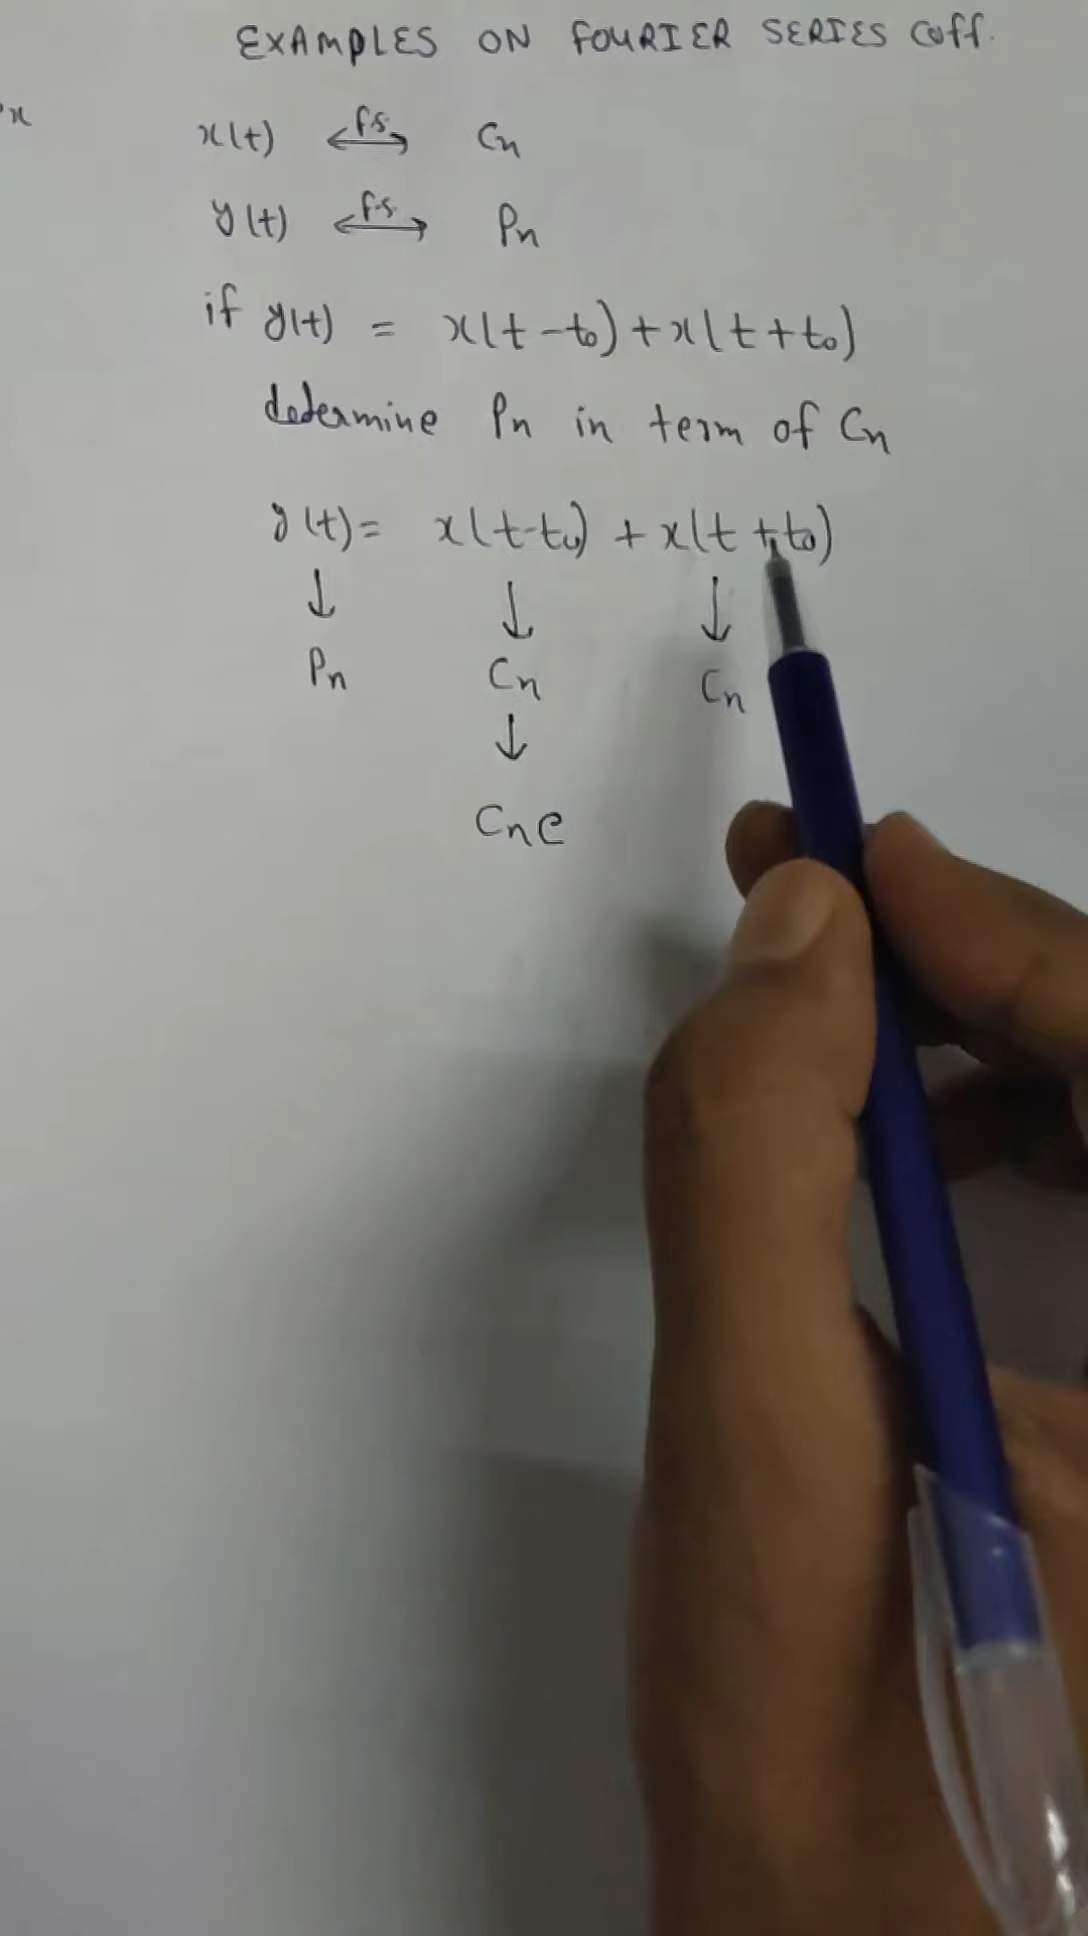 EXAMPLES ON FOURIER SERIES Coff.
x
x(t) <-f.s.-> Cn
y(t) <-f.s.-> Pn
if y(t) = x(t-t0) + x(t+t0)
determine Pn in term of Cn
y(t) = x(t-t0) + x(t+t0)
↓ ↓ ↓
Pn Cn Cn
↓
Cne